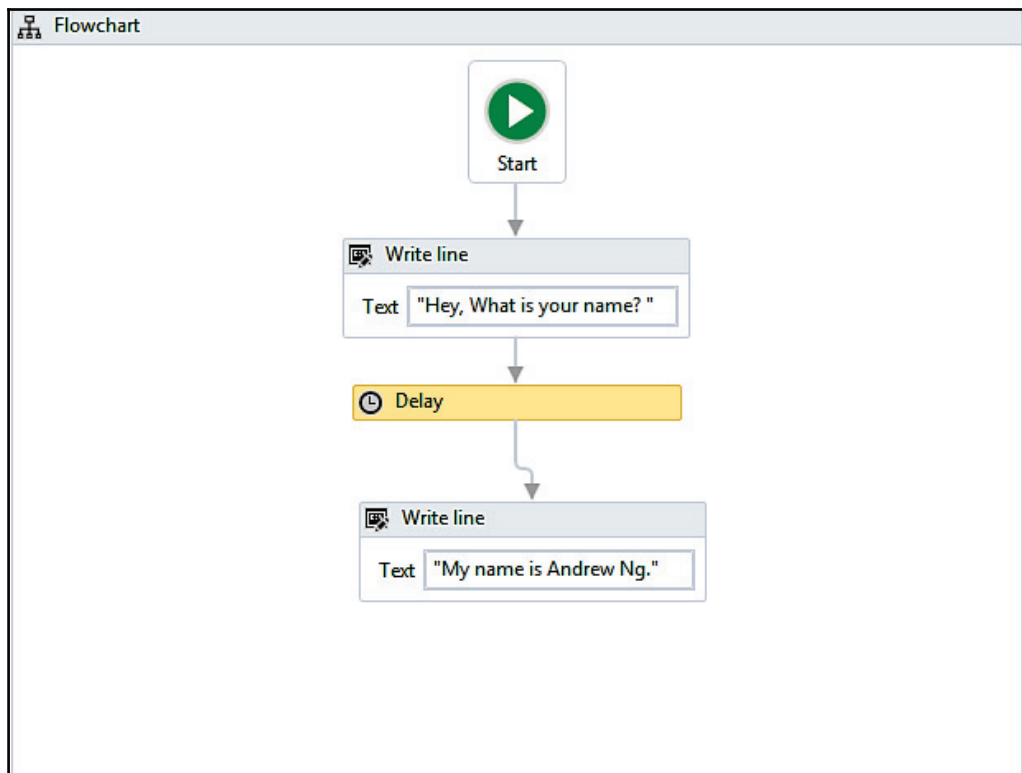 Flowchart
Start
Write line
Text "Hey, What is your name? "
Delay
Write line
Text "My name is Andrew Ng."